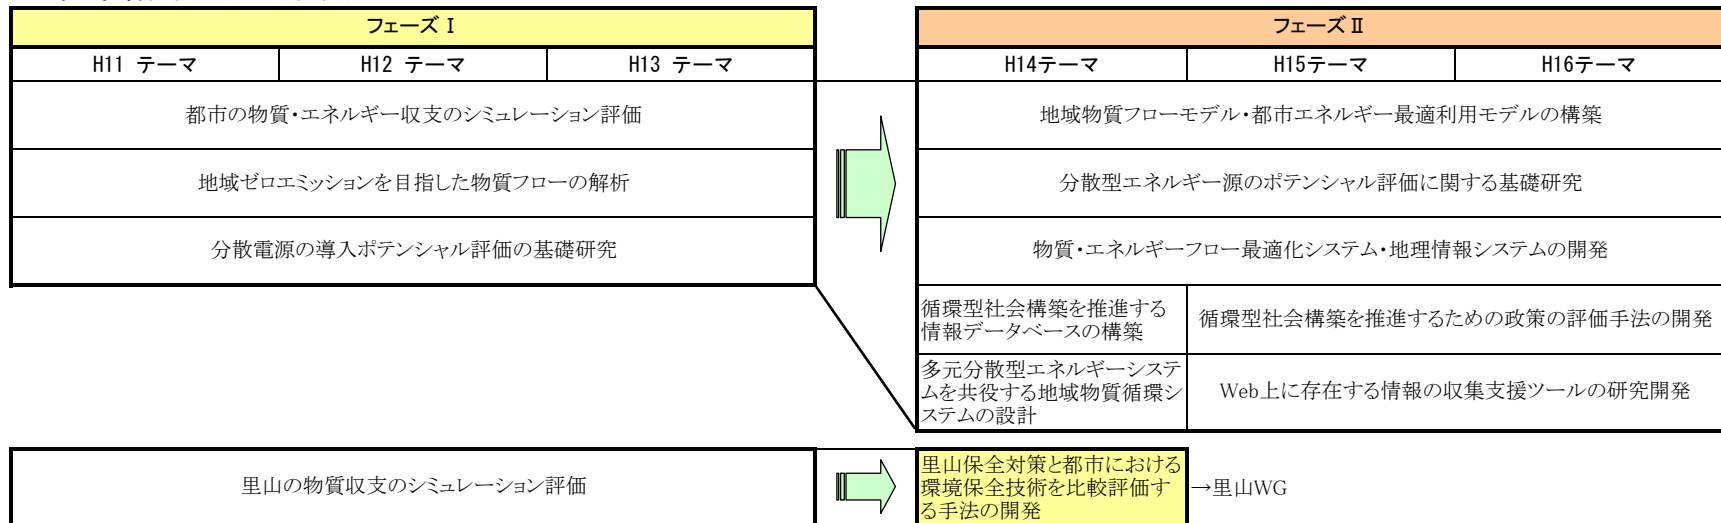 フェーズⅠ
フェーズⅡ
H11 テーマ
H12 テーマ
H13 テーマ
H14テーマ
H15テーマ
H16テーマ
都市の物質・エネルギー収支のシミュレーション評価
地域物質フローモデル・都市エネルギー最適利用モデルの構築
地域ゼロエミッションを目指した物質フローの解析
分散型エネルギー源のポテンシャル評価に関する基礎研究
分散電源の導入ポテンシャル評価の基礎研究
物質・エネルギーフロー最適化システム・地理情報システムの開発
循環型社会構築を推進する
情報データベースの構築
循環型社会構築を推進するための政策の評価手法の開発
多元分散型エネルギーシステ
ムを共役する地域物質循環シ
ステムの設計
Web上に存在する情報の収集支援ツールの研究開発
里山の物質収支のシミュレーション評価
里山保全対策と都市における
環境保全技術を比較評価す
る手法の開発
→里山WG